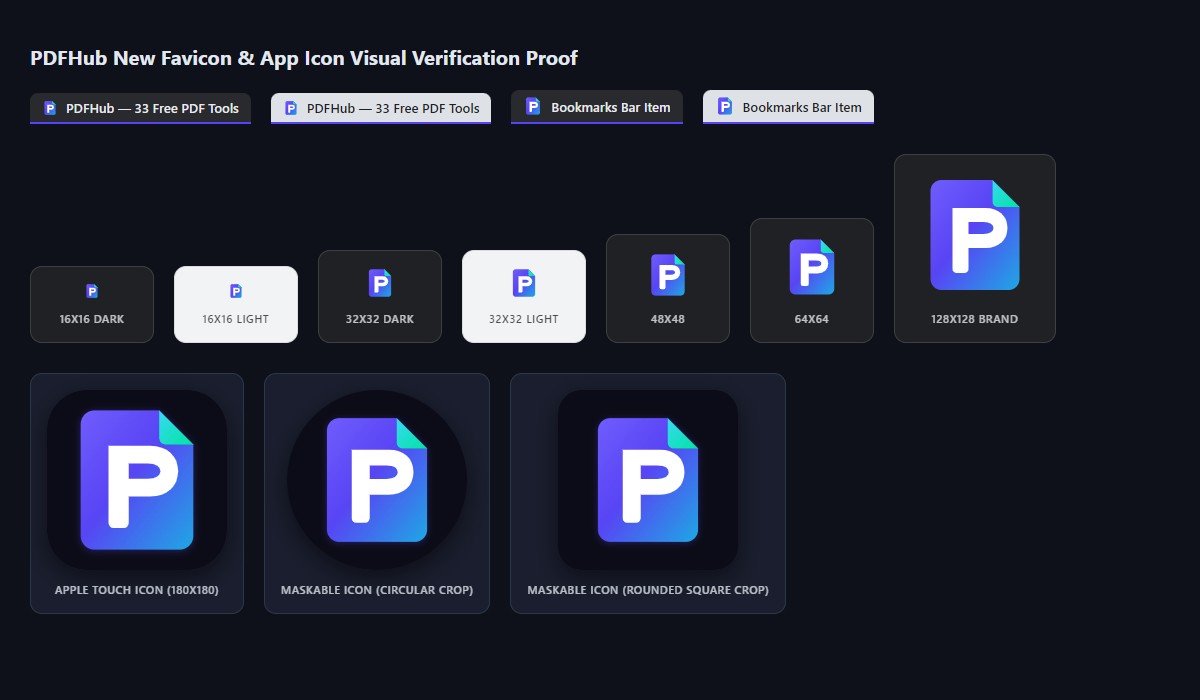 PDFHub New Favicon & App Icon Visual Verification Proof
P PDFHub — 33 Free PDF Tools
P PDFHub — 33 Free PDF Tools
P Bookmarks Bar Item
P Bookmarks Bar Item
P
16X16 DARK
P
16X16 LIGHT
P
32X32 DARK
P
32X32 LIGHT
P
48X48
P
64X64
P
128X128 BRAND
P
APPLE TOUCH ICON (180X180)
P
MASKABLE ICON (CIRCULAR CROP)
P
MASKABLE ICON (ROUNDED SQUARE CROP)